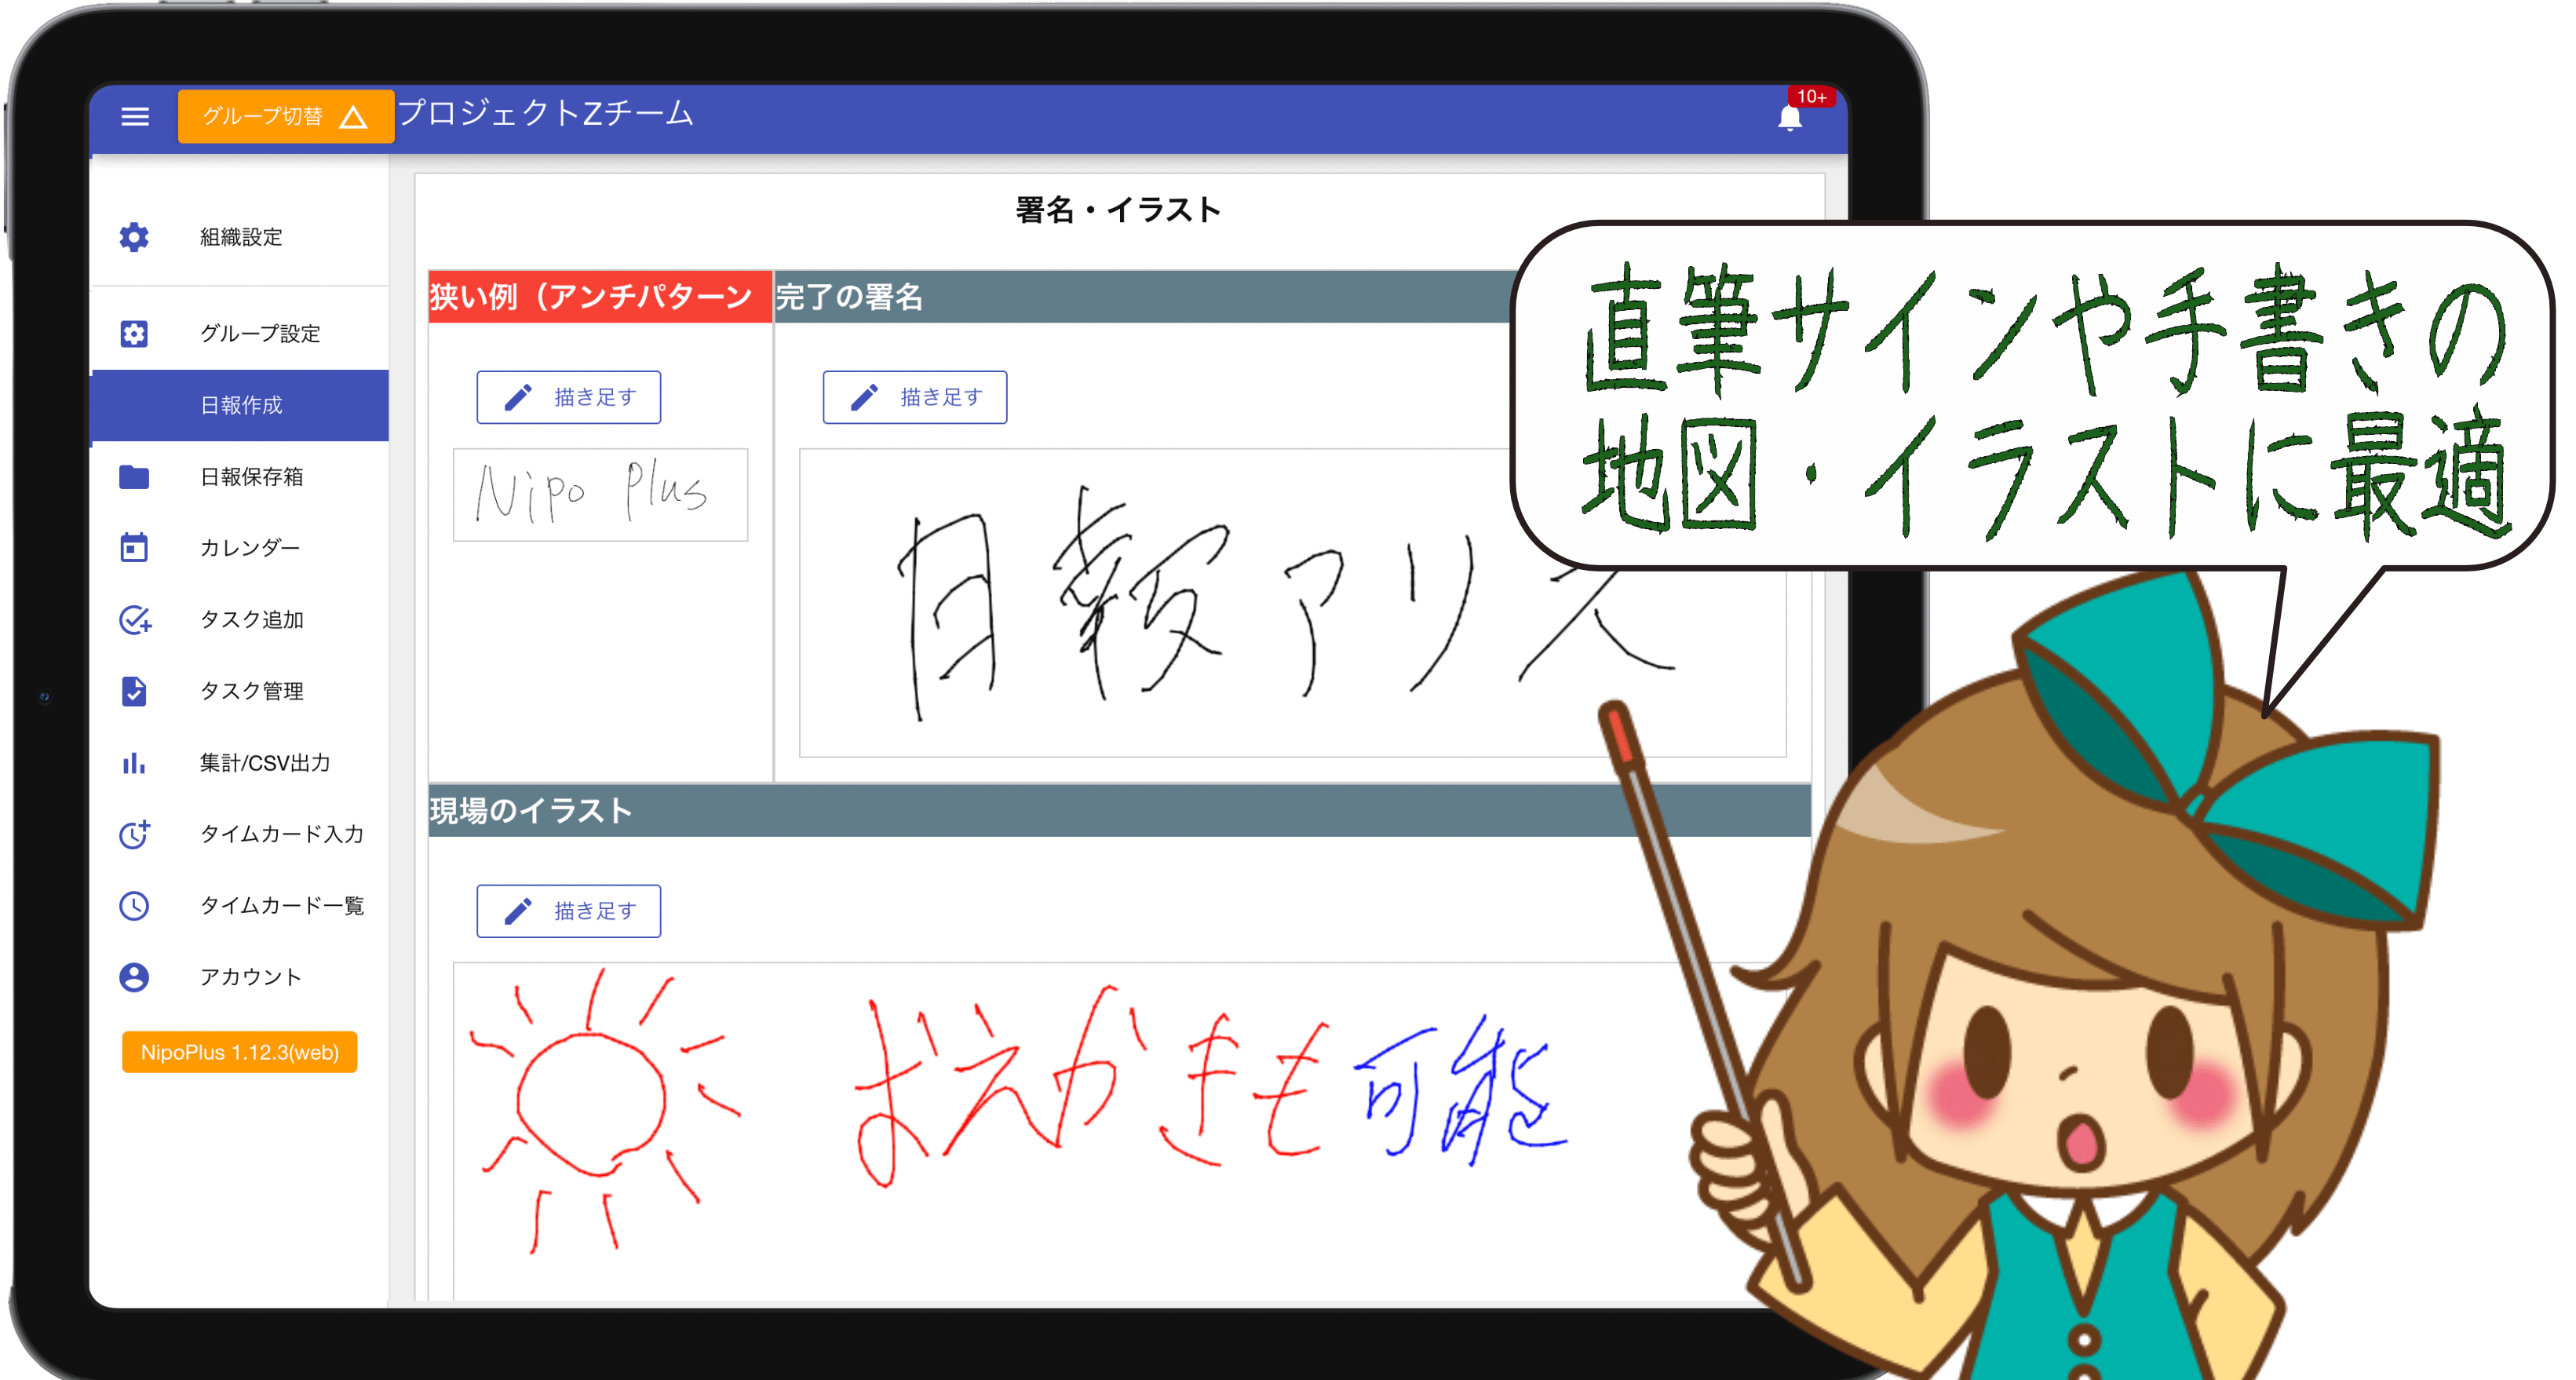 グループ切替
プロジェクトZチーム
10+
組織設定
グループ設定
日報作成
日報保存箱
カレンダー
タスク追加
タスク管理
集計/CSV出力
タイムカード入力
タイムカード一覧
アカウント
NipoPlus 1.12.3(web)
署名・イラスト
狭い例（アンチパターン
描き足す
Nipo Plus
完了の署名
描き足す
日報アリス
現場のイラスト
描き足す
おえかきも可能
直筆サインや手書きの
地図・イラストに最適